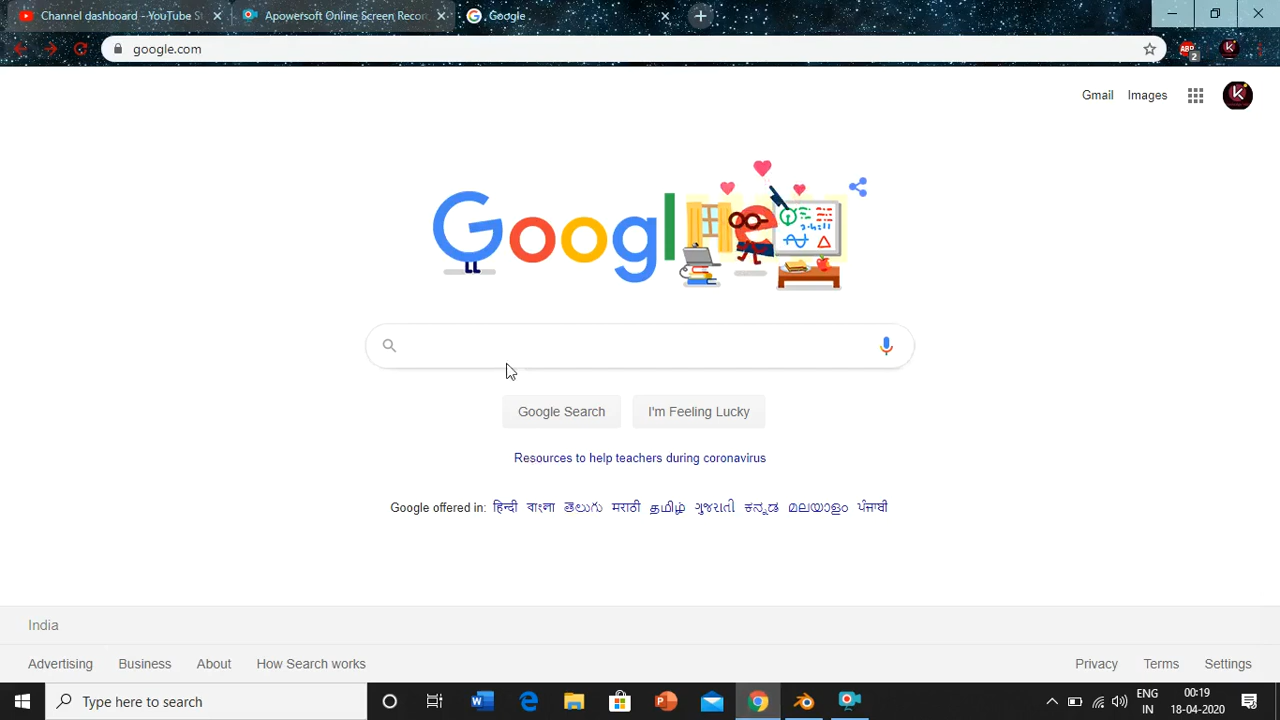 Channel dashboard - YouTube St
Apowersoft Online Screen Recor
Google
google.com
ABP
2
K
Gmail
Images
K
Google
Google Search
I'm Feeling Lucky
Resources to help teachers during coronavirus
Google offered in: हिन्दी বাংলা తెలుగు मराठी தமிழ் ગુજરાતી ಕನ್ನಡ മലയാളം ਪੰਜਾਬੀ
India
Advertising
Business
About
How Search works
Privacy
Terms
Settings
Type here to search
ENG
IN
00:19
18-04-2020